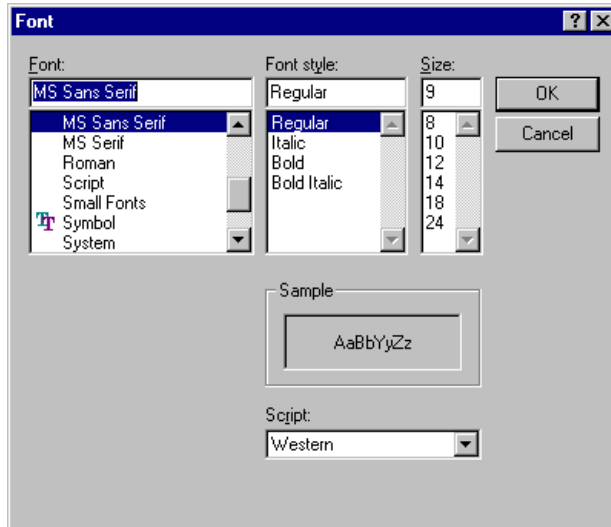 Font
Font:
MS Sans Serif
MS Sans Serif
MS Serif
Roman
Script
Small Fonts
Symbol
System
Font style:
Regular
Regular
Italic
Bold
Bold Italic
Size:
9
8
10
12
14
18
24
OK
Cancel
Sample
AaBbYyZz
Script:
Western